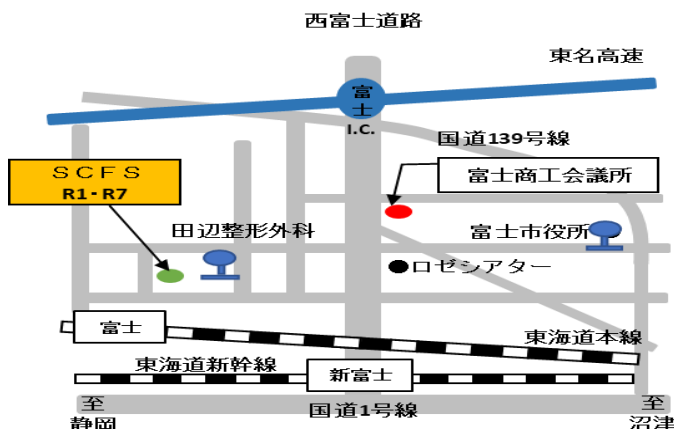 西富士道路
東名高速
富
士
I.C.
国道139号線
SCFS
R1-R7
富士商工会議所
田辺整形外科
富士市役所
●ロゼシアター
富士
東海道本線
東海道新幹線
新富士
至
静岡
国道1号線
至
沼津